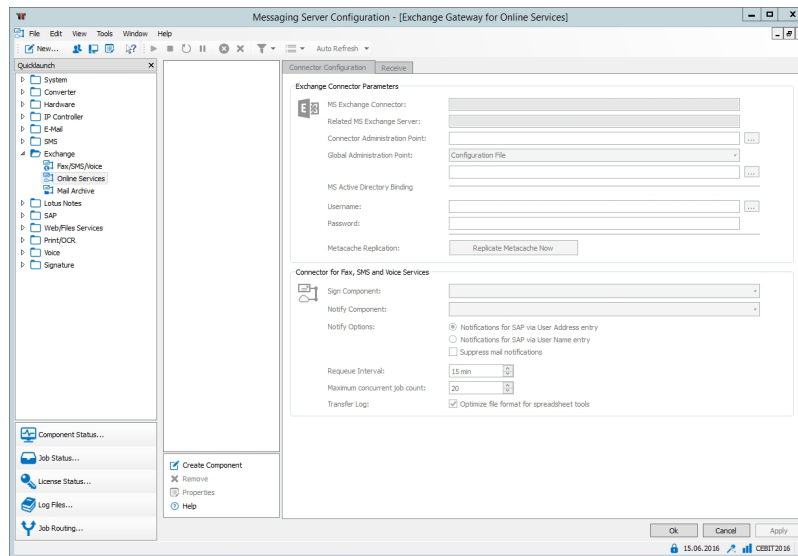 Messaging Server Configuration - [Exchange Gateway for Online Services]
File Edit View Tools Window Help
New... Auto Refresh
Quicklaunch
System
Converter
Hardware
IP Controller
E-Mail
SMS
Exchange
Fax/SMS/Voice
Online Services
Mail Archive
Lotus Notes
SAP
Web/Files Services
Print/OCR
Voice
Signature
Component Status...
Job Status...
License Status...
Log Files...
Job Routing...
Create Component
Remove
Properties
Help
Connector Configuration Receive
Exchange Connector Parameters
MS Exchange Connector:
Related MS Exchange Server:
Connector Administration Point: ...
Global Administration Point: Configuration File
...
MS Active Directory Binding
Username: ...
Password:
Metacache Replication: Replicate Metacache Now
Connector for Fax, SMS and Voice Services
Sign Component:
Notify Component:
Notify Options: Notifications for SAP via User Address entry
Notifications for SAP via User Name entry
Suppress mail notifications
Requeue Interval: 15 min
Maximum concurrent job count: 20
Transfer Log: Optimize file format for spreadsheet tools
Ok Cancel Apply
15.06.2016 CEBIT2016